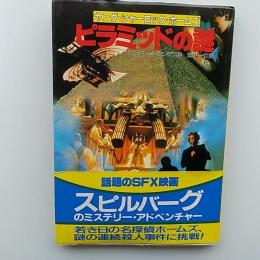 ヤング・シャーロック・ホームズ
ピラミッドの謎
話題のSFX映画
スピルバーグ
のミステリー・アドベンチャー
若き日の名探偵ホームズ、
謎の連続殺人事件に挑戦!